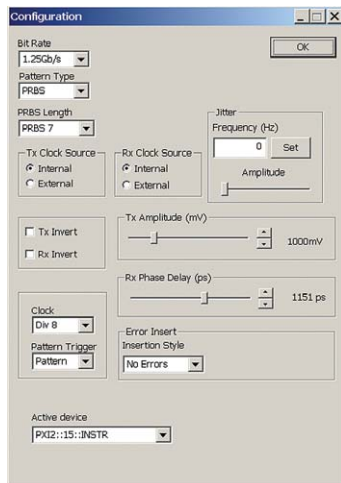 Configuration
OK
Bit Rate
1.25Gb/s
Pattern Type
PRBS
PRBS Length
PRBS 7
Jitter
Frequency (Hz)
0 Set
Amplitude
Tx Clock Source
Internal
External
Rx Clock Source
Internal
External
Tx Invert
Rx Invert
Tx Amplitude (mV)
1000mV
Rx Phase Delay (ps)
1151 ps
Clock
Div 8
Pattern Trigger
Pattern
Error Insert
Insertion Style
No Errors
Active device
PXI2::15::INSTR